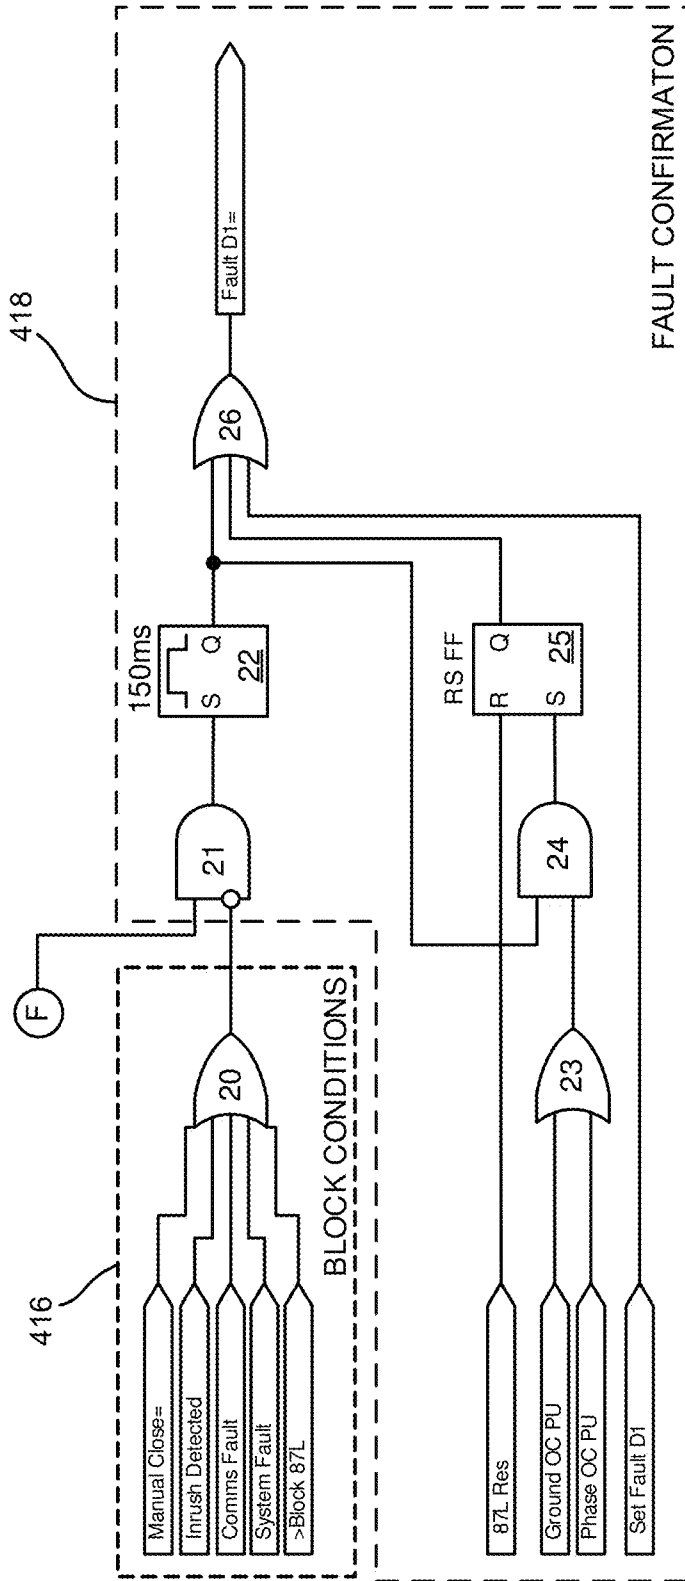 418
416
F
Manual Close=
Inrush Detected
Comms Fault
System Fault
>Block 87L
20
BLOCK CONDITIONS
21
150ms
S
Q
22
26
Fault D1=
87L Res
Ground OC PU
Phase OC PU
Set Fault D1
23
24
RS FF
R
Q
S
25
FAULT CONFIRMATON